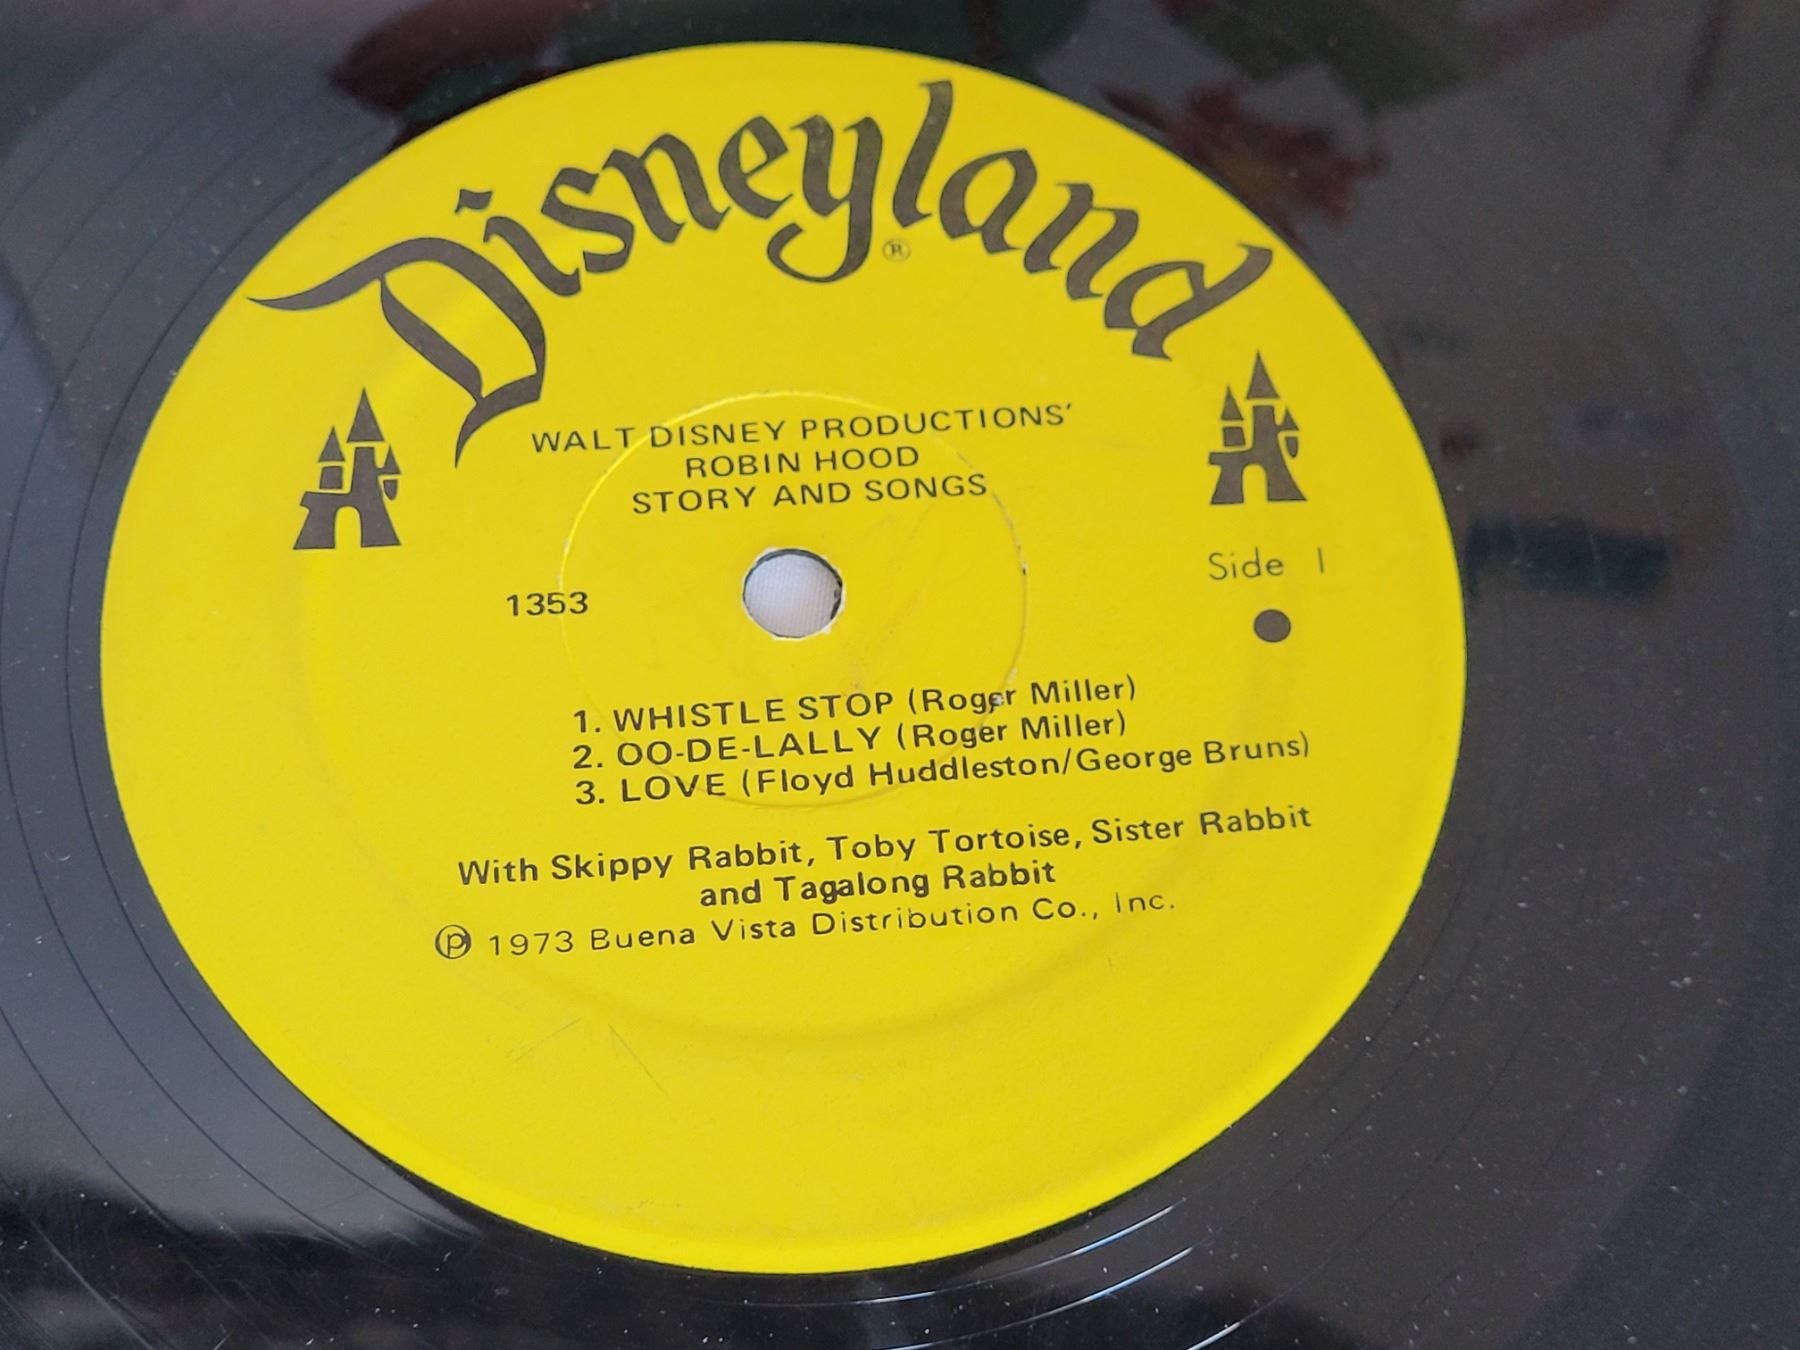 Disneyland
®
WALT DISNEY PRODUCTIONS'
ROBIN HOOD
STORY AND SONGS
Side 1
1353
1. WHISTLE STOP (Roger Miller)
2. OO-DE-LALLY (Roger Miller)
3. LOVE (Floyd Huddleston/George Bruns)
With Skippy Rabbit, Toby Tortoise, Sister Rabbit
and Tagalong Rabbit
℗ 1973 Buena Vista Distribution Co., Inc.